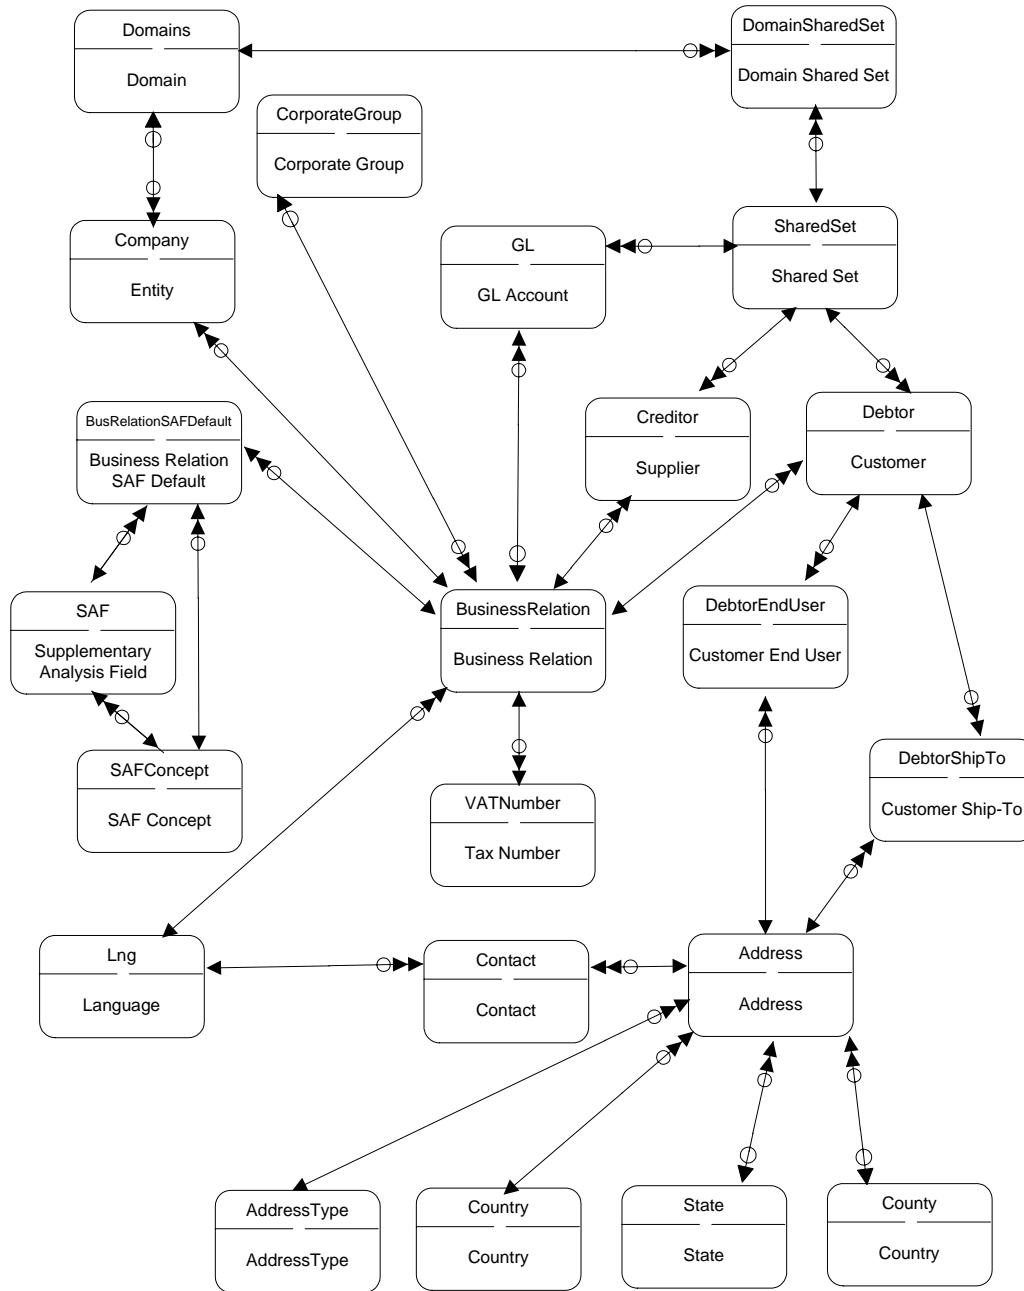 Domains
Domain
DomainSharedSet
Domain Shared Set
CorporateGroup
Corporate Group
Company
Entity
GL
GL Account
SharedSet
Shared Set
BusRelationSAFDefault
Business Relation
SAF Default
Creditor
Supplier
Debtor
Customer
SAF
Supplementary
Analysis Field
BusinessRelation
Business Relation
DebtorEndUser
Customer End User
SAFConcept
SAF Concept
VATNumber
Tax Number
DebtorShipTo
Customer Ship-To
Lng
Language
Contact
Contact
Address
Address
AddressType
AddressType
Country
Country
State
State
County
Country